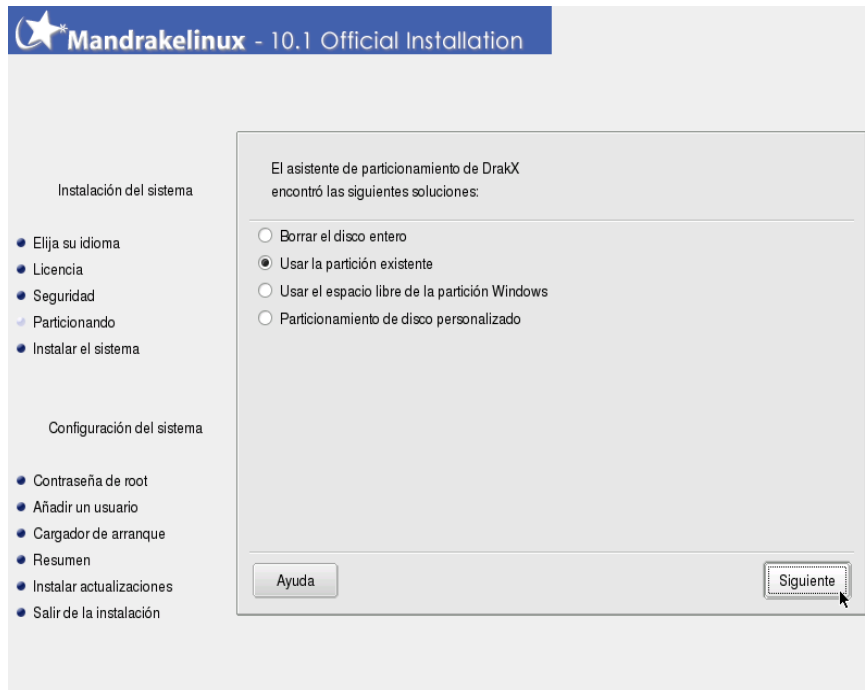 Mandrakelinux - 10.1 Official Installation
Instalación del sistema
Elija su idioma
Licencia
Seguridad
Particionando
Instalar el sistema
Configuración del sistema
Contraseña de root
Añadir un usuario
Cargador de arranque
Resumen
Instalar actualizaciones
Salir de la instalación
El asistente de particionamiento de DrakX
encontró las siguientes soluciones:
Borrar el disco entero
Usar la partición existente
Usar el espacio libre de la partición Windows
Particionamiento de disco personalizado
Ayuda
Siguiente